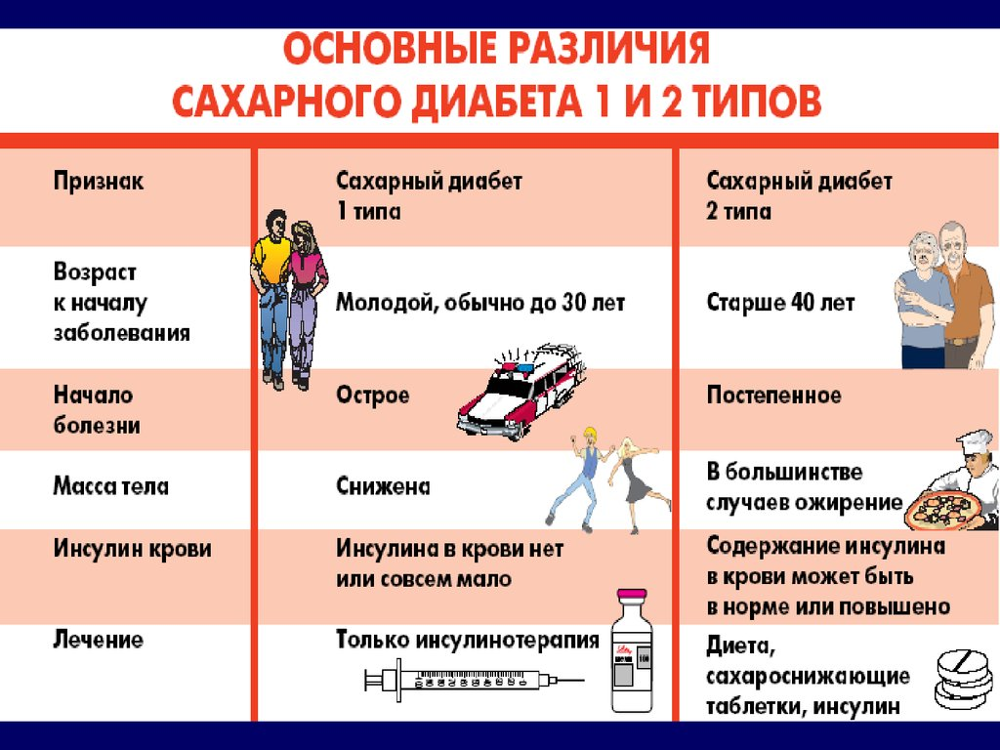 ОСНОВНЫЕ РАЗЛИЧИЯ
САХАРНОГО ДИАБЕТА 1 И 2 ТИПОВ
Признак
Сахарный диабет
1 типа
Сахарный диабет
2 типа
Возраст
к началу
заболевания
Молодой, обычно до 30 лет
Старше 40 лет
Начало
болезни
Острое
Постепенное
Масса тела
Снижена
В большинстве
случаев ожирение
Инсулин крови
Инсулина в крови нет
или совсем мало
Содержание инсулина
в крови может быть
в норме или повышено
Лечение
Только инсулинотерапия
Диета,
сахароснижающие
таблетки, инсулин